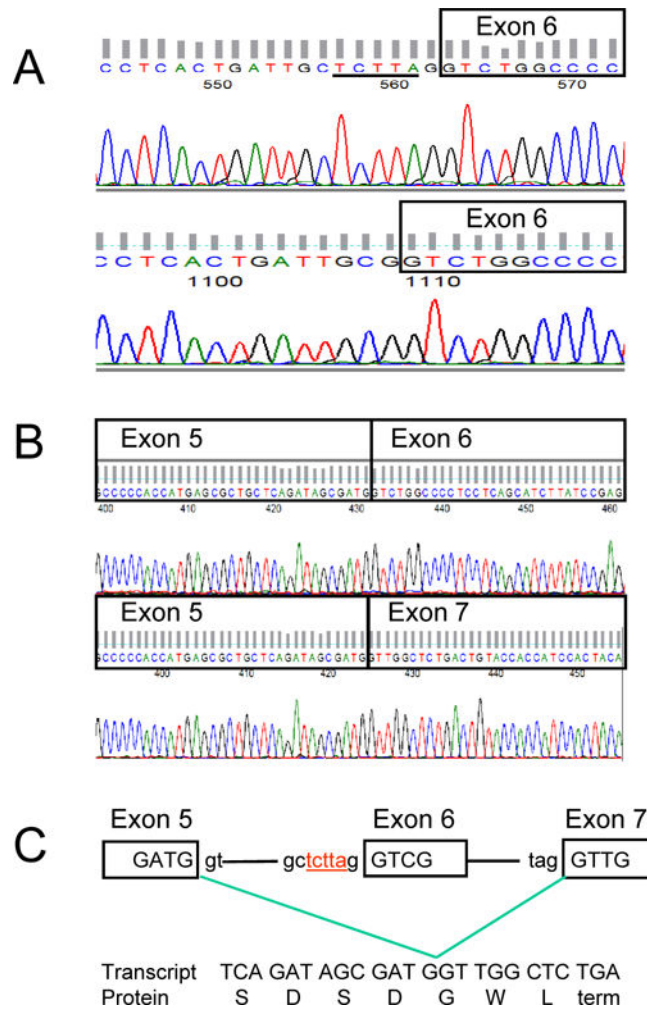 A
Exon 6
CCTCACTGATTGCTCTTAGGTCTGGCCCC
550 560 570
Exon 6
CCTCACTGATTGCGGTCTGGCCCC
1100 1110
B
Exon 5 Exon 6
GCCCCCACCATGAGCGCTGCTCAGATAGCGATGGTCTGGCCCCTCCTCAGCATCTTATCCGAG
400 410 420 430 440 450 460
Exon 5 Exon 7
GCCCCCACCATGAGCGCTGCTCAGATAGCGATGGTTGGCTCTGACTGTACCACCATCCACTACA
400 410 420 430 440 450
C
Exon 5 Exon 6 Exon 7
GATG gt gctcttag GTCG tag GTTG
Transcript TCA GAT AGC GAT GGT TGG CTC TGA
Protein S D S D G W L term